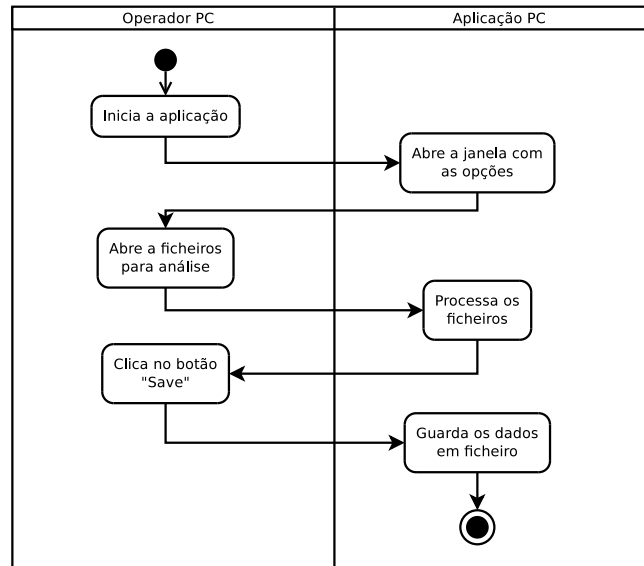 Operador PC
Aplicação PC
Inicia a aplicação
Abre a janela com
as opções
Abre a ficheiros
para análise
Processa os
ficheiros
Clica no botão
"Save"
Guarda os dados
em ficheiro